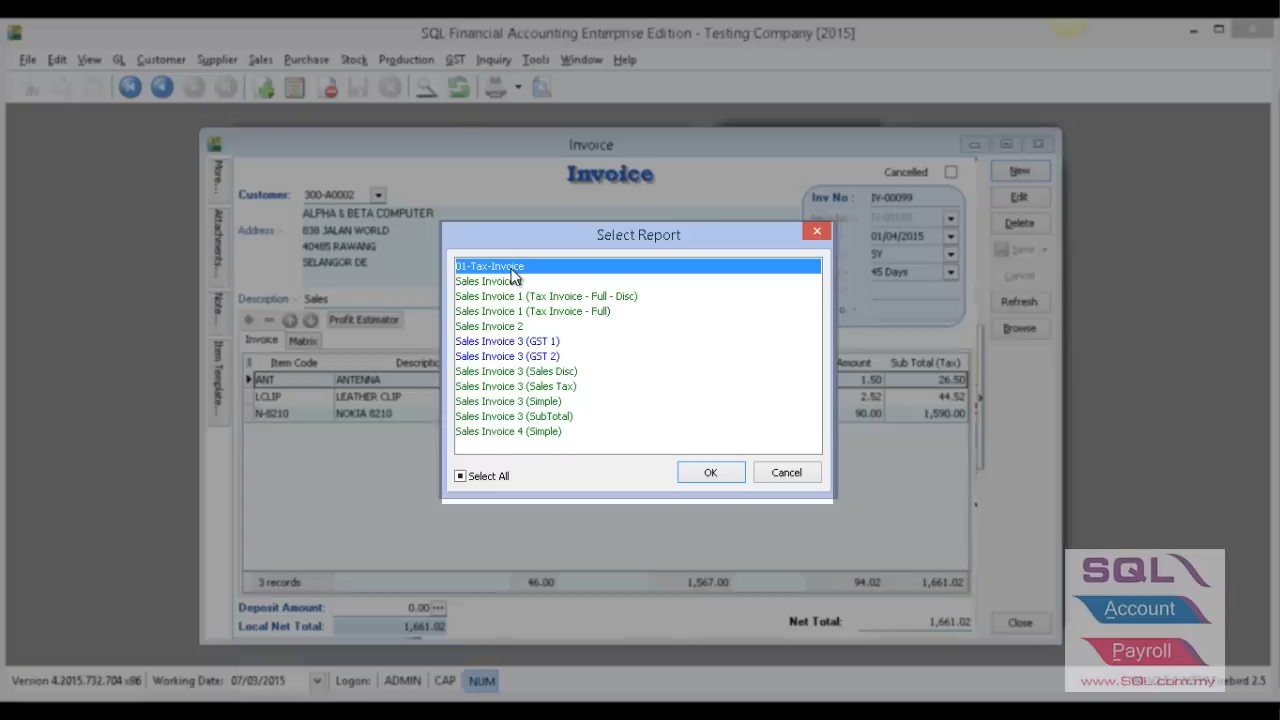 SQL Financial Accounting Enterprise Edition - Testing Company [2015]
File Edit View GL Customer Supplier Sales Purchase Stock Production GST Inquiry Tools Window Help
Invoice
Invoice
Cancelled
New
More...
Customer: 300-A0002
Inv No : IV-00099
Edit
ALPHA & BETA COMPUTER
Address :
838 JALAN WORLD
01/04/2015
Delete
40485 RAWANG
SY
Save
SELANGOR DE
45 Days
Cancel
Attachments...
Description : Sales
Refresh
Note...
Profit Estimator
Browse
Invoice Matrix
Item Template...
Item Code Descriptio Amount Sub Total (Tax)
ANT ANTENNA 1.50 26.50
LCLIP LEATHER CLIP 2.52 44.52
N-8210 NOKIA 8210 90.00 1,590.00
Select Report
01-Tax-Invoice
Sales Invoice
Sales Invoice 1 (Tax Invoice - Full - Disc)
Sales Invoice 1 (Tax Invoice - Full)
Sales Invoice 2
Sales Invoice 3 (GST 1)
Sales Invoice 3 (GST 2)
Sales Invoice 3 (Sales Disc)
Sales Invoice 3 (Sales Tax)
Sales Invoice 3 (Simple)
Sales Invoice 3 (SubTotal)
Sales Invoice 4 (Simple)
Select All OK Cancel
3 records 46.00 1,567.00 94.02 1,661.02
Deposit Amount: 0.00
Local Net Total: 1,661.02 Net Total: 1,661.02 Close
SQL
Account
Payroll
www.SQL.com.my
Version 4.2015.732.704 x86 Working Date: 07/03/2015 Logon: ADMIN CAP NUM